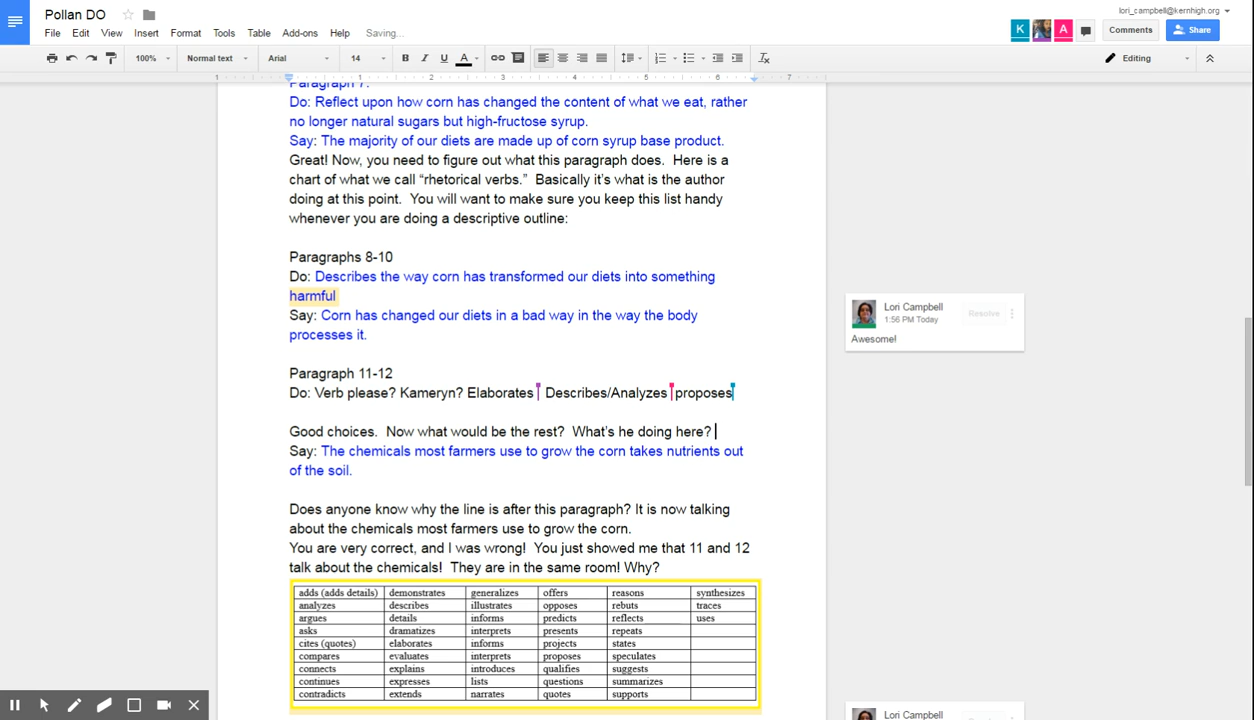 Pollan DO
lori_campbell@kernhigh.org
File Edit View Insert Format Tools Table Add-ons Help Saving...
K A Comments Share
100% Normal text Arial 14 B I U A Editing
1 1 2 3 4 5 6 7
Paragraph 7:
Do: Reflect upon how corn has changed the content of what we eat, rather
no longer natural sugars but high-fructose syrup.
Say: The majority of our diets are made up of corn syrup base product.
Great! Now, you need to figure out what this paragraph does. Here is a
chart of what we call “rhetorical verbs.” Basically it’s what is the author
doing at this point. You will want to make sure you keep this list handy
whenever you are doing a descriptive outline:
Paragraphs 8-10
Do: Describes the way corn has transformed our diets into something
harmful
Say: Corn has changed our diets in a bad way in the way the body
processes it.
Lori Campbell
1:56 PM Today
Resolve
Awesome!
Paragraph 11-12
Do: Verb please? Kameryn? Elaborates Describes/Analyzes proposes
Good choices. Now what would be the rest? What’s he doing here?
Say: The chemicals most farmers use to grow the corn takes nutrients out
of the soil.
Does anyone know why the line is after this paragraph? It is now talking
about the chemicals most farmers use to grow the corn.
You are very correct, and I was wrong! You just showed me that 11 and 12
talk about the chemicals! They are in the same room! Why?
adds (adds details) demonstrates generalizes offers reasons synthesizes
analyzes describes illustrates opposes rebuts traces
argues details informs predicts reflects uses
asks dramatizes interprets presents repeats
cites (quotes) elaborates informs projects states
compares evaluates interprets proposes speculates
connects explains introduces qualifies suggests
continues expresses lists questions summarizes
contradicts extends narrates quotes supports
Lori Campbell